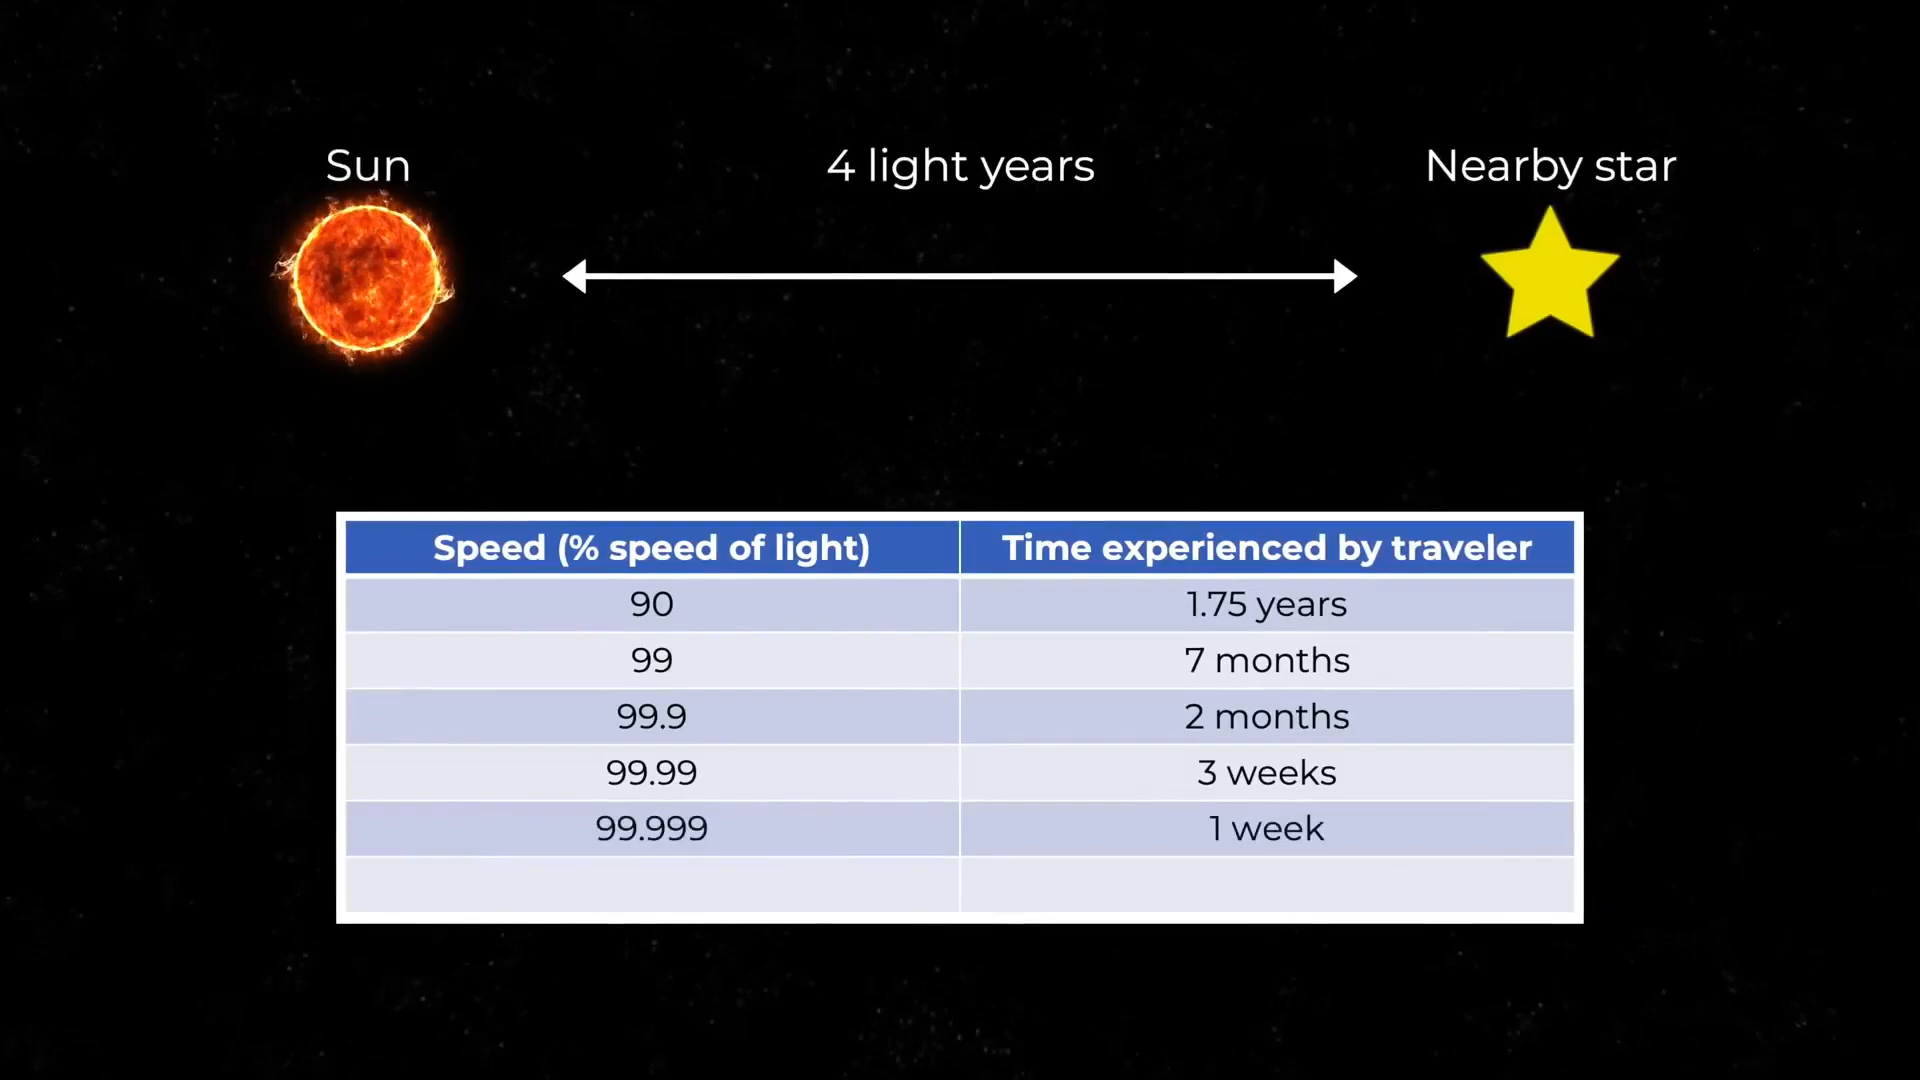 Sun
4 light years
Nearby star
Speed (% speed of light)
Time experienced by traveler
90
1.75 years
99
7 months
99.9
2 months
99.99
3 weeks
99.999
1 week